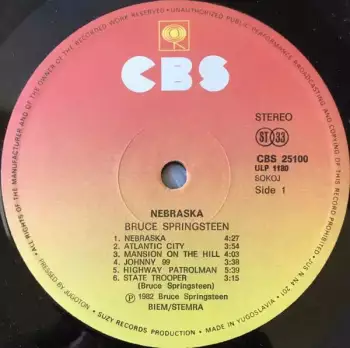 • ALL RIGHTS OF THE MANUFACTURER AND OF THE OWNER OF THE RECORDED WORK RESERVED • UNAUTHORIZED PUBLIC PERFORMANCE BROADCASTING AND COPYING OF THIS RECORD PROHIBITED •
CBS
STEREO
ST 33
CBS 25100
ULP 1180
SOKOJ
Side 1
NEBRASKA
BRUCE SPRINGSTEEN
1. NEBRASKA 4:27
2. ATLANTIC CITY 3:54
3. MANSION ON THE HILL 4:03
4. JOHNNY 99 3:39
5. HIGHWAY PATROLMAN 5:39
6. STATE TROOPER 3:15
(Bruce Springsteen)
℗ 1982 Bruce Springsteen
BIEM/STEMRA
PRESSED BY JUGOTON • SUZY RECORDS PRODUCTION • MADE IN YUGOSLAVIA • JUS N N4 201